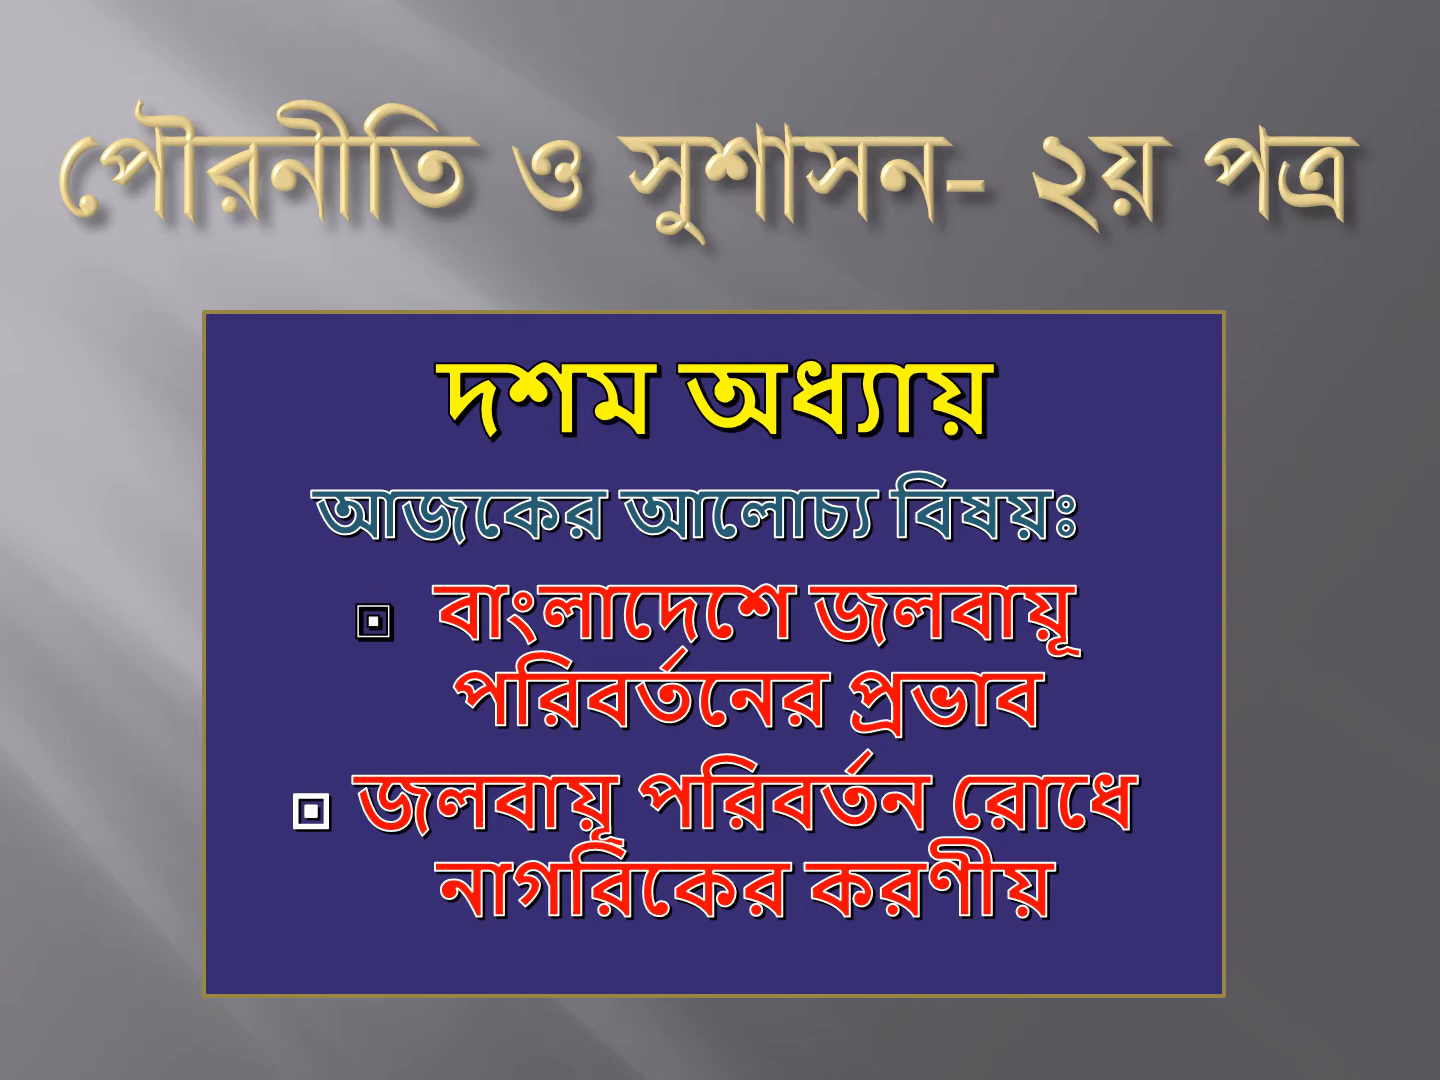 পৌরনীতি ও সুশাসন- ২য় পত্র
দশম অধ্যায়
আজকের আলোচ্য বিষয়ঃ
বাংলাদেশে জলবায়ূ
পরিবর্তনের প্রভাব
জলবায়ূ পরিবর্তন রোধে
নাগরিকের করণীয়